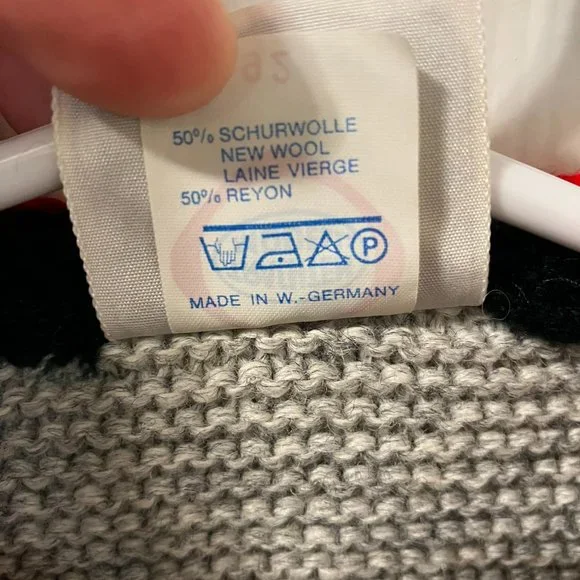 50% SCHURWOLLE
NEW WOOL
LAINE VIERGE
50% REYON
P
MADE IN W.-GERMANY